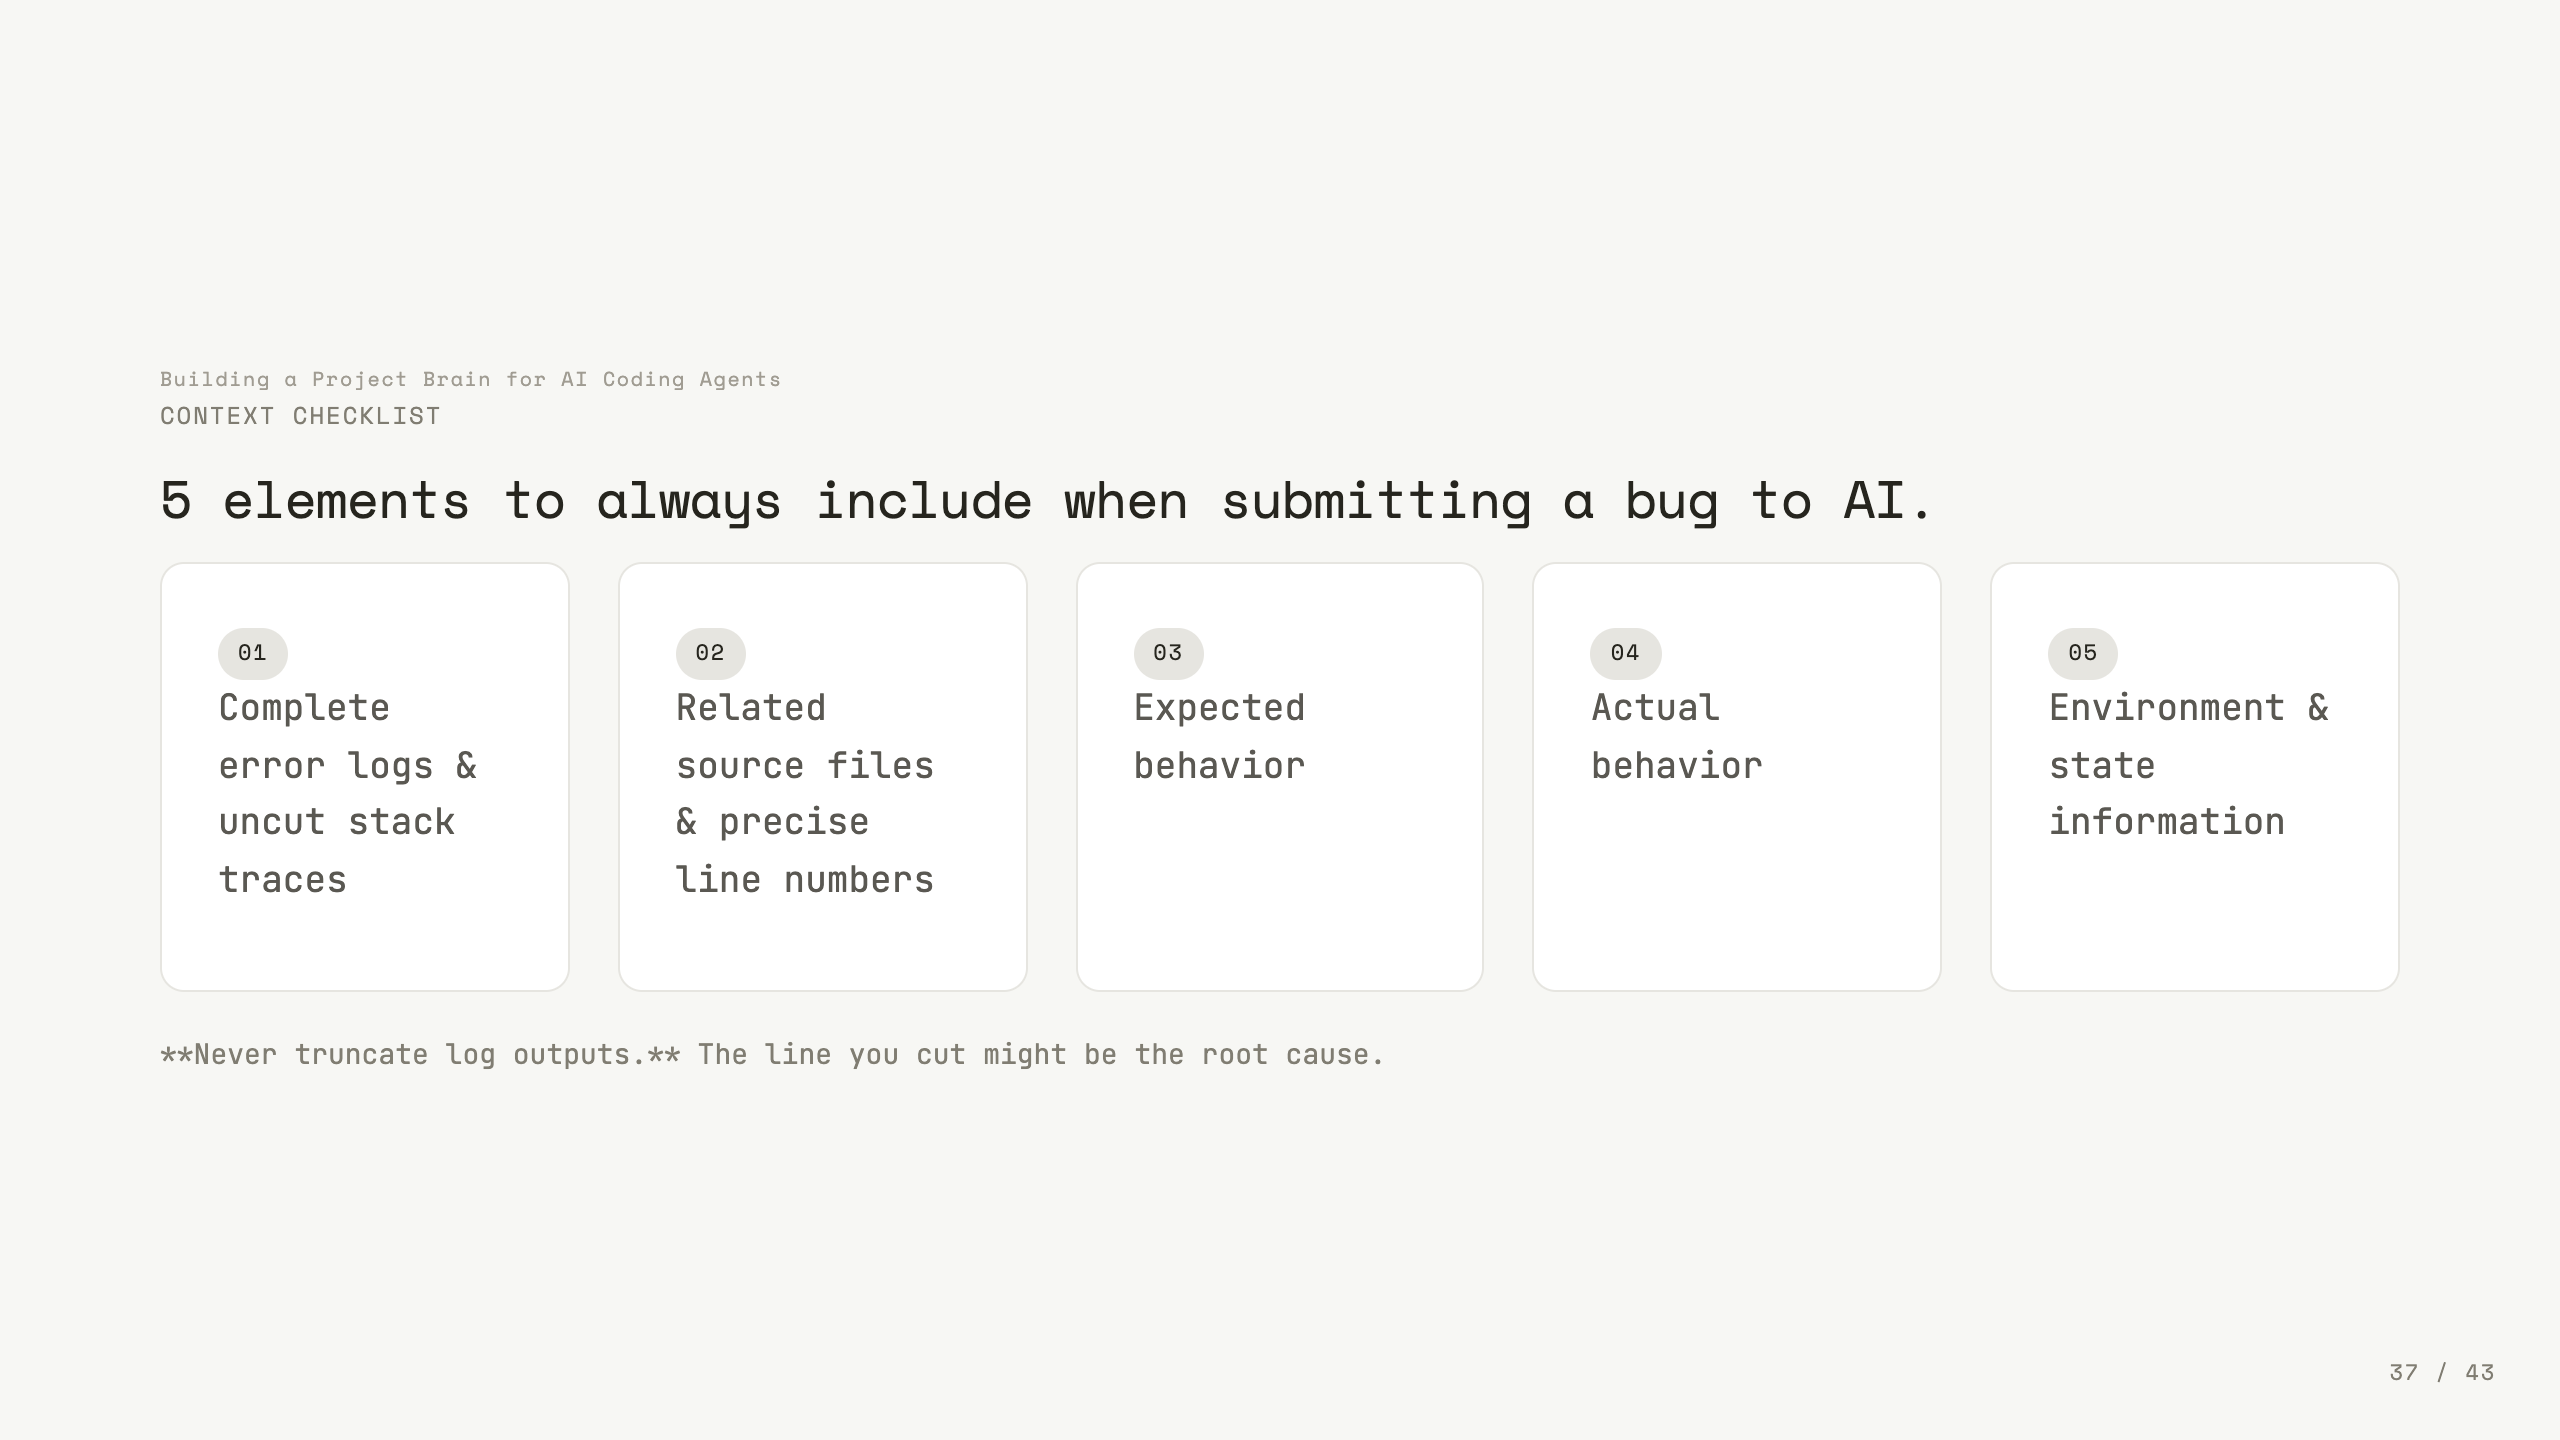 Building a Project Brain for AI Coding Agents
CONTEXT CHECKLIST
5 elements to always include when submitting a bug to AI.
01
Complete
error logs &
uncut stack
traces
02
Related
source files
& precise
line numbers
03
Expected
behavior
04
Actual
behavior
05
Environment &
state
information
**Never truncate log outputs.** The line you cut might be the root cause.
37 / 43